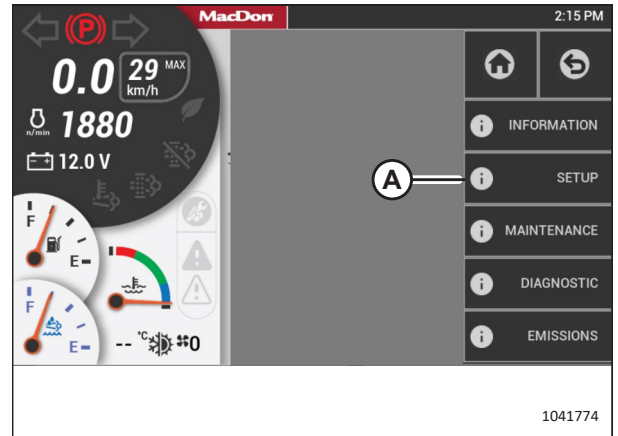 MacDon
2:15 PM
P
0.0 29 MAX
km/h
n/min 1880
12.0 V
INFORMATION
A
SETUP
MAINTENANCE
DIAGNOSTIC
EMISSIONS
F
E
F
E
-- °C 0
1041774